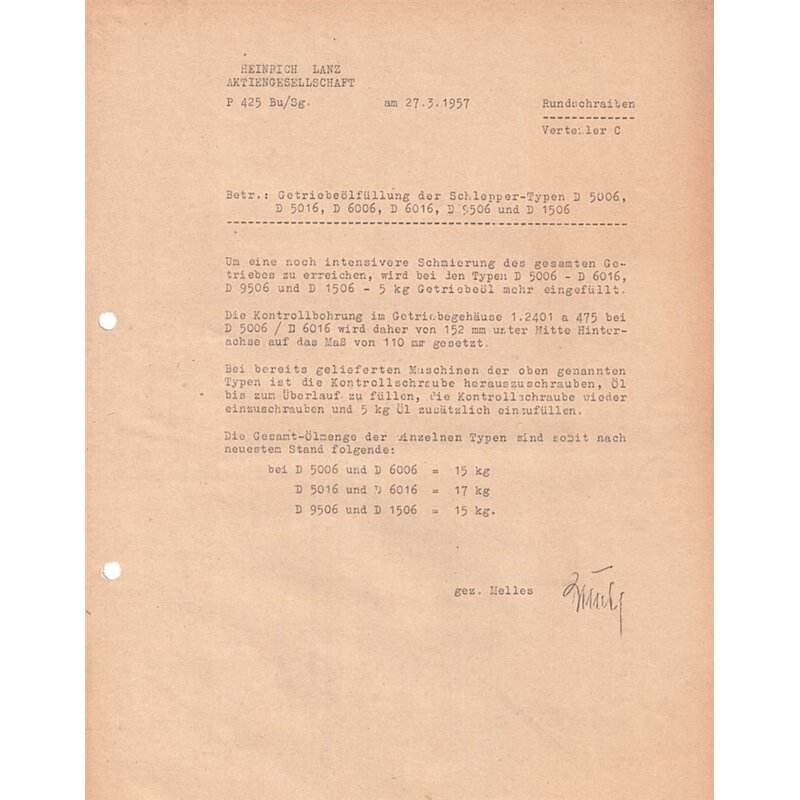 HEINRICH LANZ
AKTIENGESELLSCHAFT
P 425 Bu/Sg. am 27.3.1957 Rundschreiben
Verteiler C
Betr.: Getriebeölfüllung der Schlepper-Typen D 5006,
D 5016, D 6006, D 6016, D 9506 und D 1506
Um eine noch intensivere Schmierung des gesamten Ge-
triebes zu erreichen, wird bei den Typen D 5006 - D 6016,
D 9506 und D 1506 - 5 kg Getriebeöl mehr eingefüllt.
Die Kontrollbohrung im Getriebegehäuse 1.2401 a 475 bei
D 5006 / D 6016 wird daher von 152 mm unter Mitte Hinter-
achse auf das Maß von 110 mm gesetzt.
Bei bereits gelieferten Maschinen der oben genannten
Typen ist die Kontrollschraube herauszuschrauben, Öl
bis zum Überlauf zu füllen, die Kontrollschraube wieder
einzuschrauben und 5 kg Öl zusätzlich einzufüllen.
Die Gesamt-Ölmenge der einzelnen Typen sind somit nach
neuestem Stand folgende:
bei D 5006 und D 6006 = 15 kg
D 5016 und D 6016 = 17 kg
D 9506 und D 1506 = 15 kg.
gez. Melles